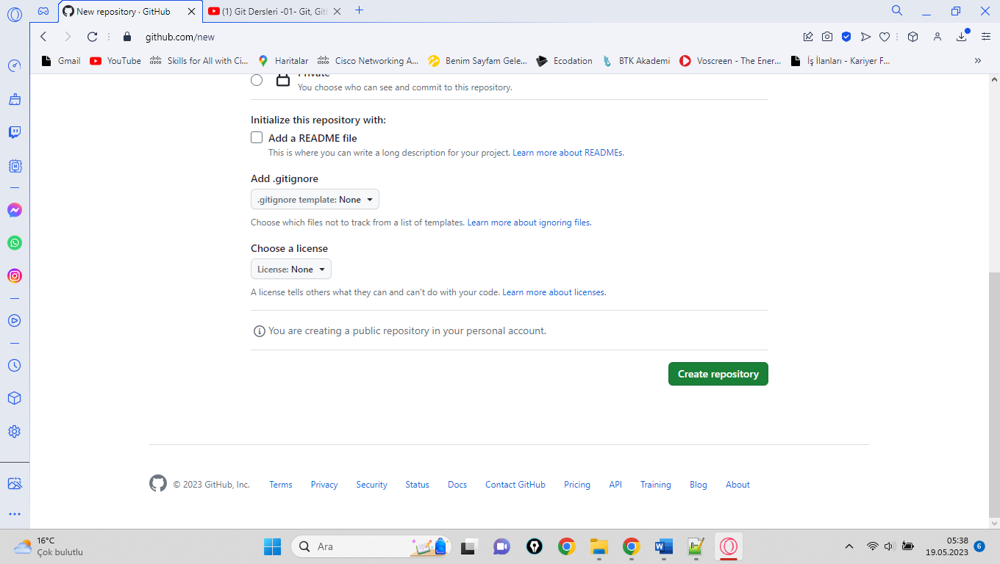 New repository · GitHub
(1) Git Dersleri -01- Git, Gitl
github.com/new
Gmail
YouTube
Skills for All with Ci...
Haritalar
Cisco Networking A...
Benim Sayfam Gele...
Ecodation
BTK Akademi
Voscreen - The Ener...
İş İlanları - Kariyer F...
Private
You choose who can see and commit to this repository.
Initialize this repository with:
Add a README file
This is where you can write a long description for your project. Learn more about READMEs.
Add .gitignore
.gitignore template: None
Choose which files not to track from a list of templates. Learn more about ignoring files.
Choose a license
License: None
A license tells others what they can and can't do with your code. Learn more about licenses.
You are creating a public repository in your personal account.
Create repository
© 2023 GitHub, Inc.
Terms
Privacy
Security
Status
Docs
Contact GitHub
Pricing
API
Training
Blog
About
16°C
Çok bulutlu
Ara
05:38
19.05.2023
6